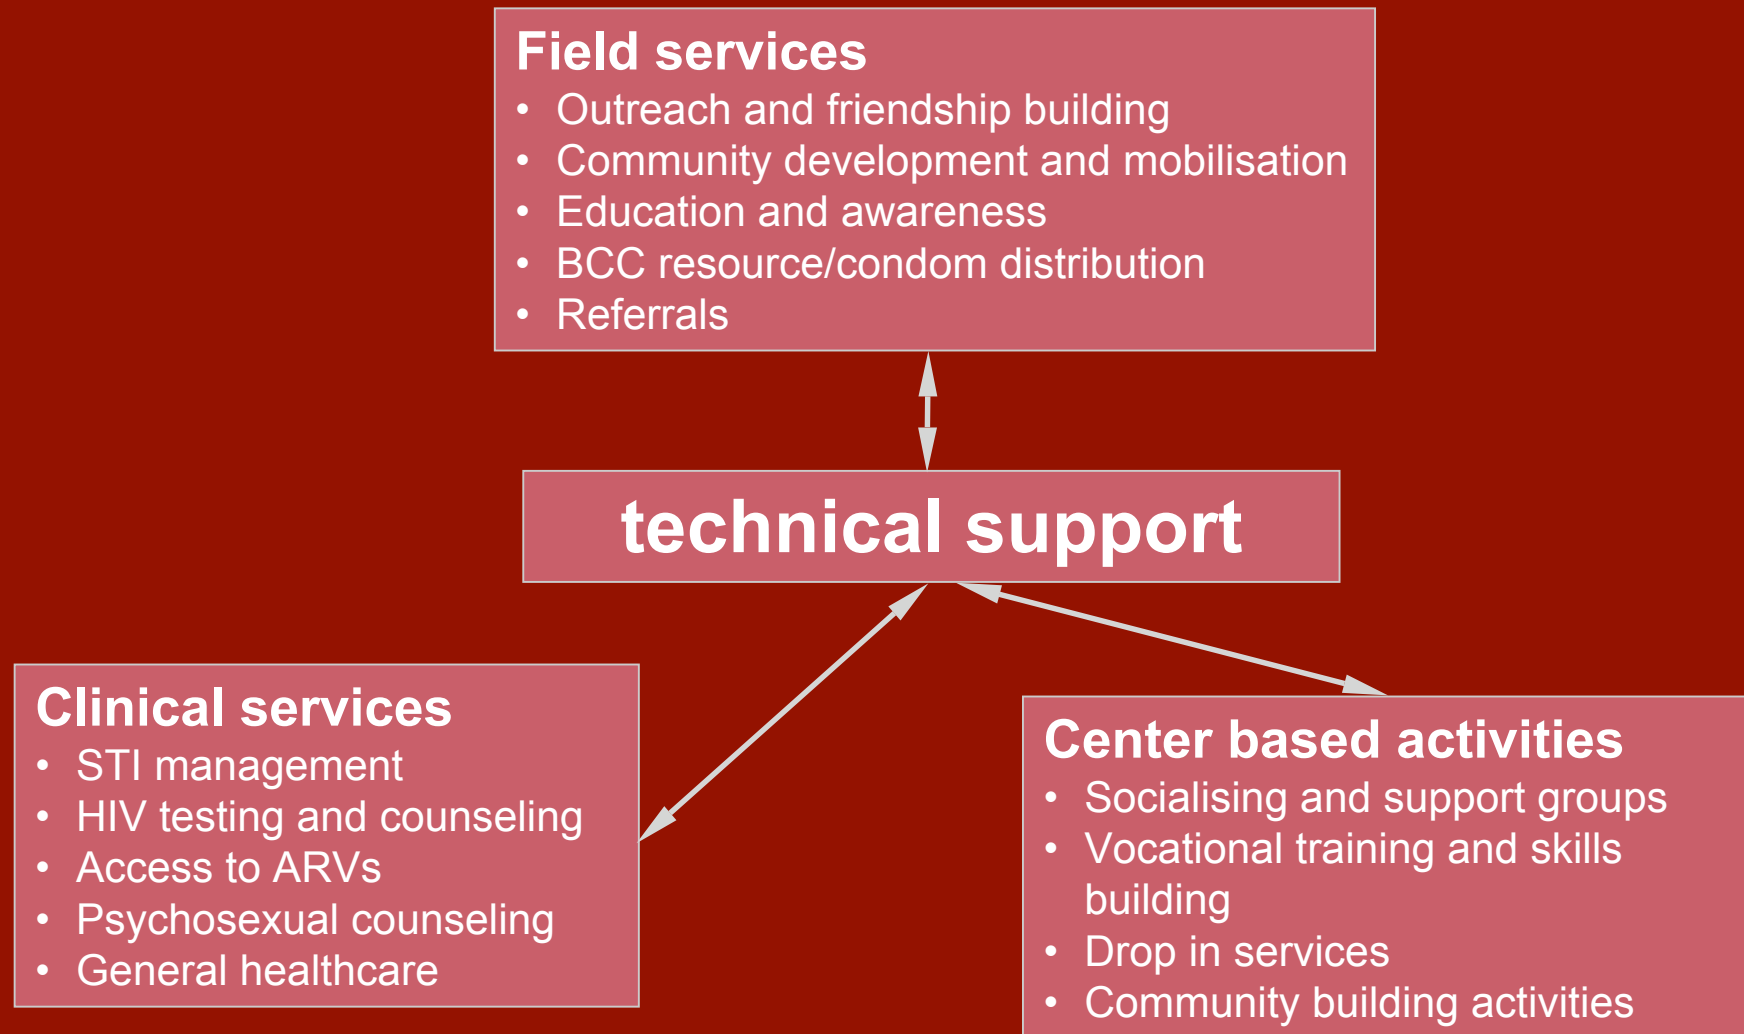 Field services
• Outreach and friendship building
• Community development and mobilisation
• Education and awareness
• BCC resource/condom distribution
• Referrals
technical support
Clinical services
• STI management
• HIV testing and counseling
• Access to ARVs
• Psychosexual counseling
• General healthcare
Center based activities
• Socialising and support groups
• Vocational training and skills
building
• Drop in services
• Community building activities